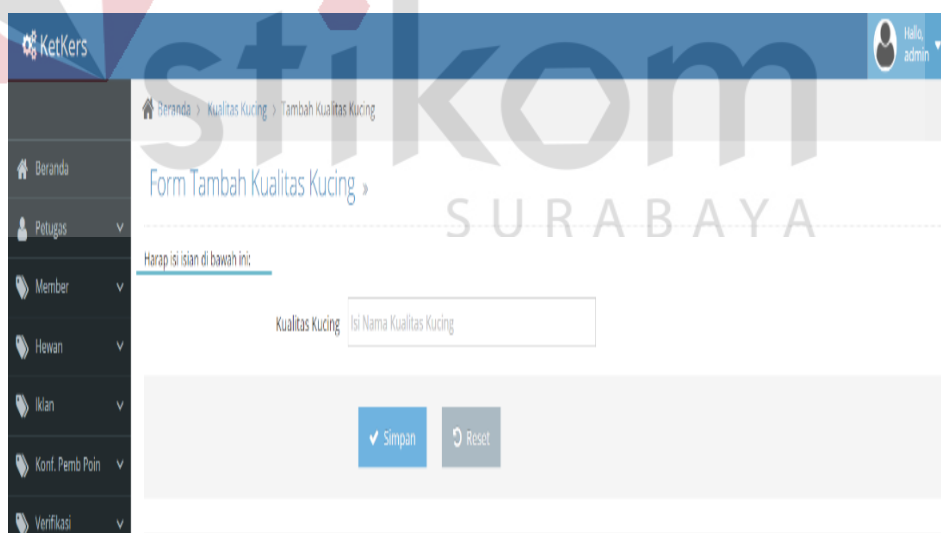 stikom
SURABAYA
KetKers
Hallo,
admin
Beranda > Kualitas Kucing > Tambah Kualitas Kucing
Beranda
Petugas
Member
Hewan
Iklan
Konf. Pemb Poin
Verifikasi
Form Tambah Kualitas Kucing »
Harap isi isian di bawah ini:
Kualitas Kucing Isi Nama Kualitas Kucing
Simpan Reset